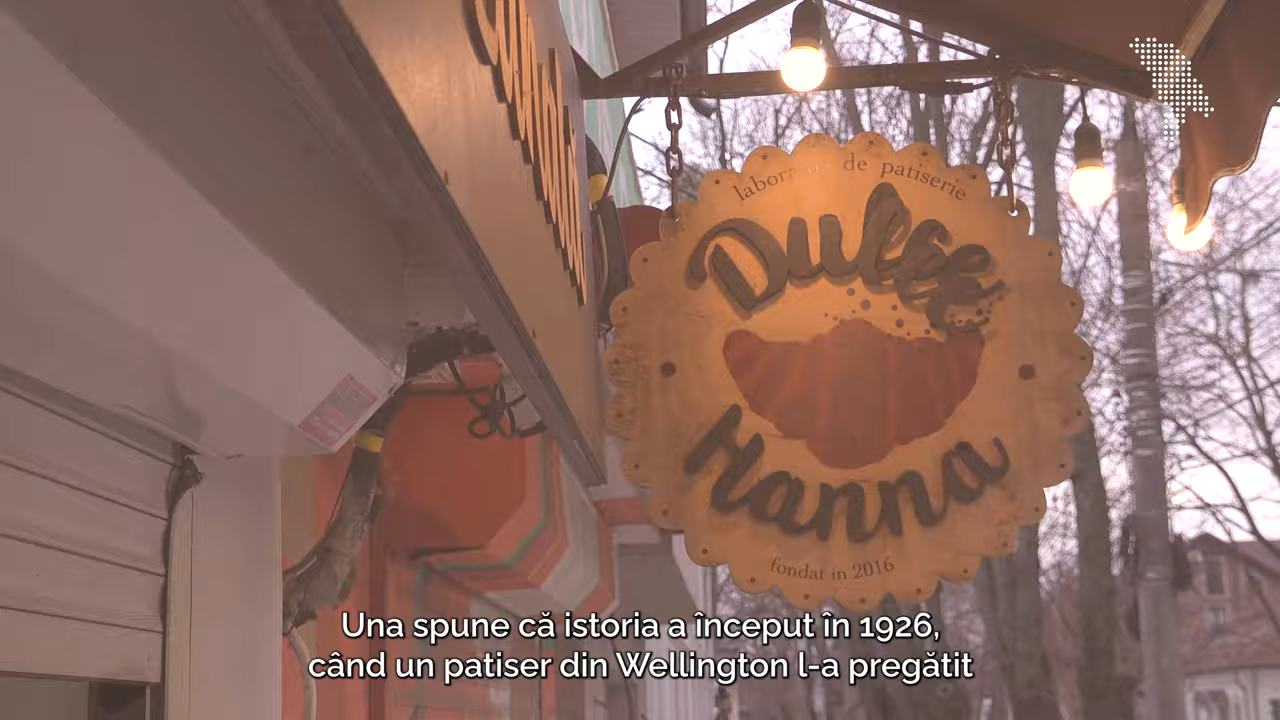 laborator de patiserie
Dulce
Hanna
fondat in 2016
Una spune că istoria a început în 1926,
când un patiser din Wellington l-a pregătit